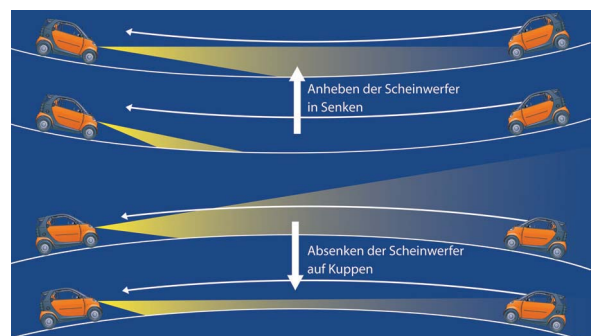 Anheben der Scheinwerfer
in Senken
Absenken der Scheinwerfer
auf Kuppen